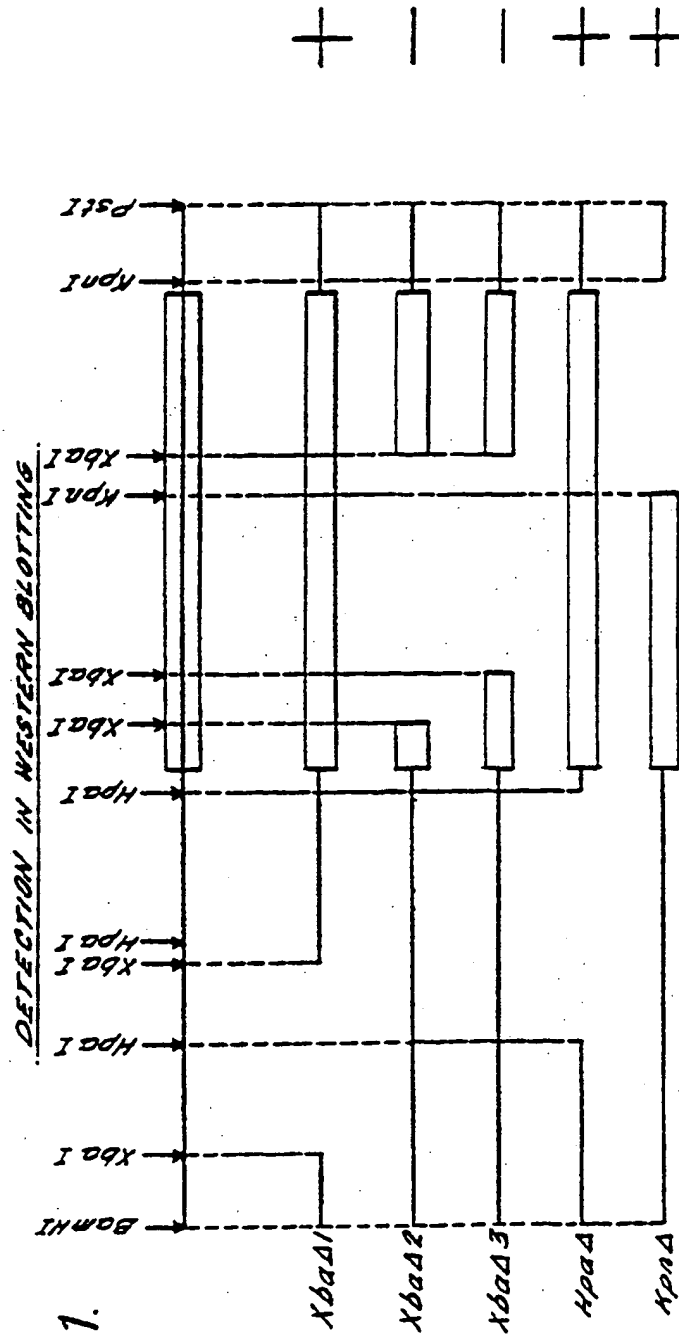 1.
DETECTION IN WESTERN BLOTTING
BamHI
XbaI
HpaI
XbaI
HpaI
HpaI
XbaI
XbaI
KpnI
XbaI
KpnI
PstI
XbaΔ1 +
XbaΔ2 −
XbaΔ3 −
HpaΔ +
KpnΔ +